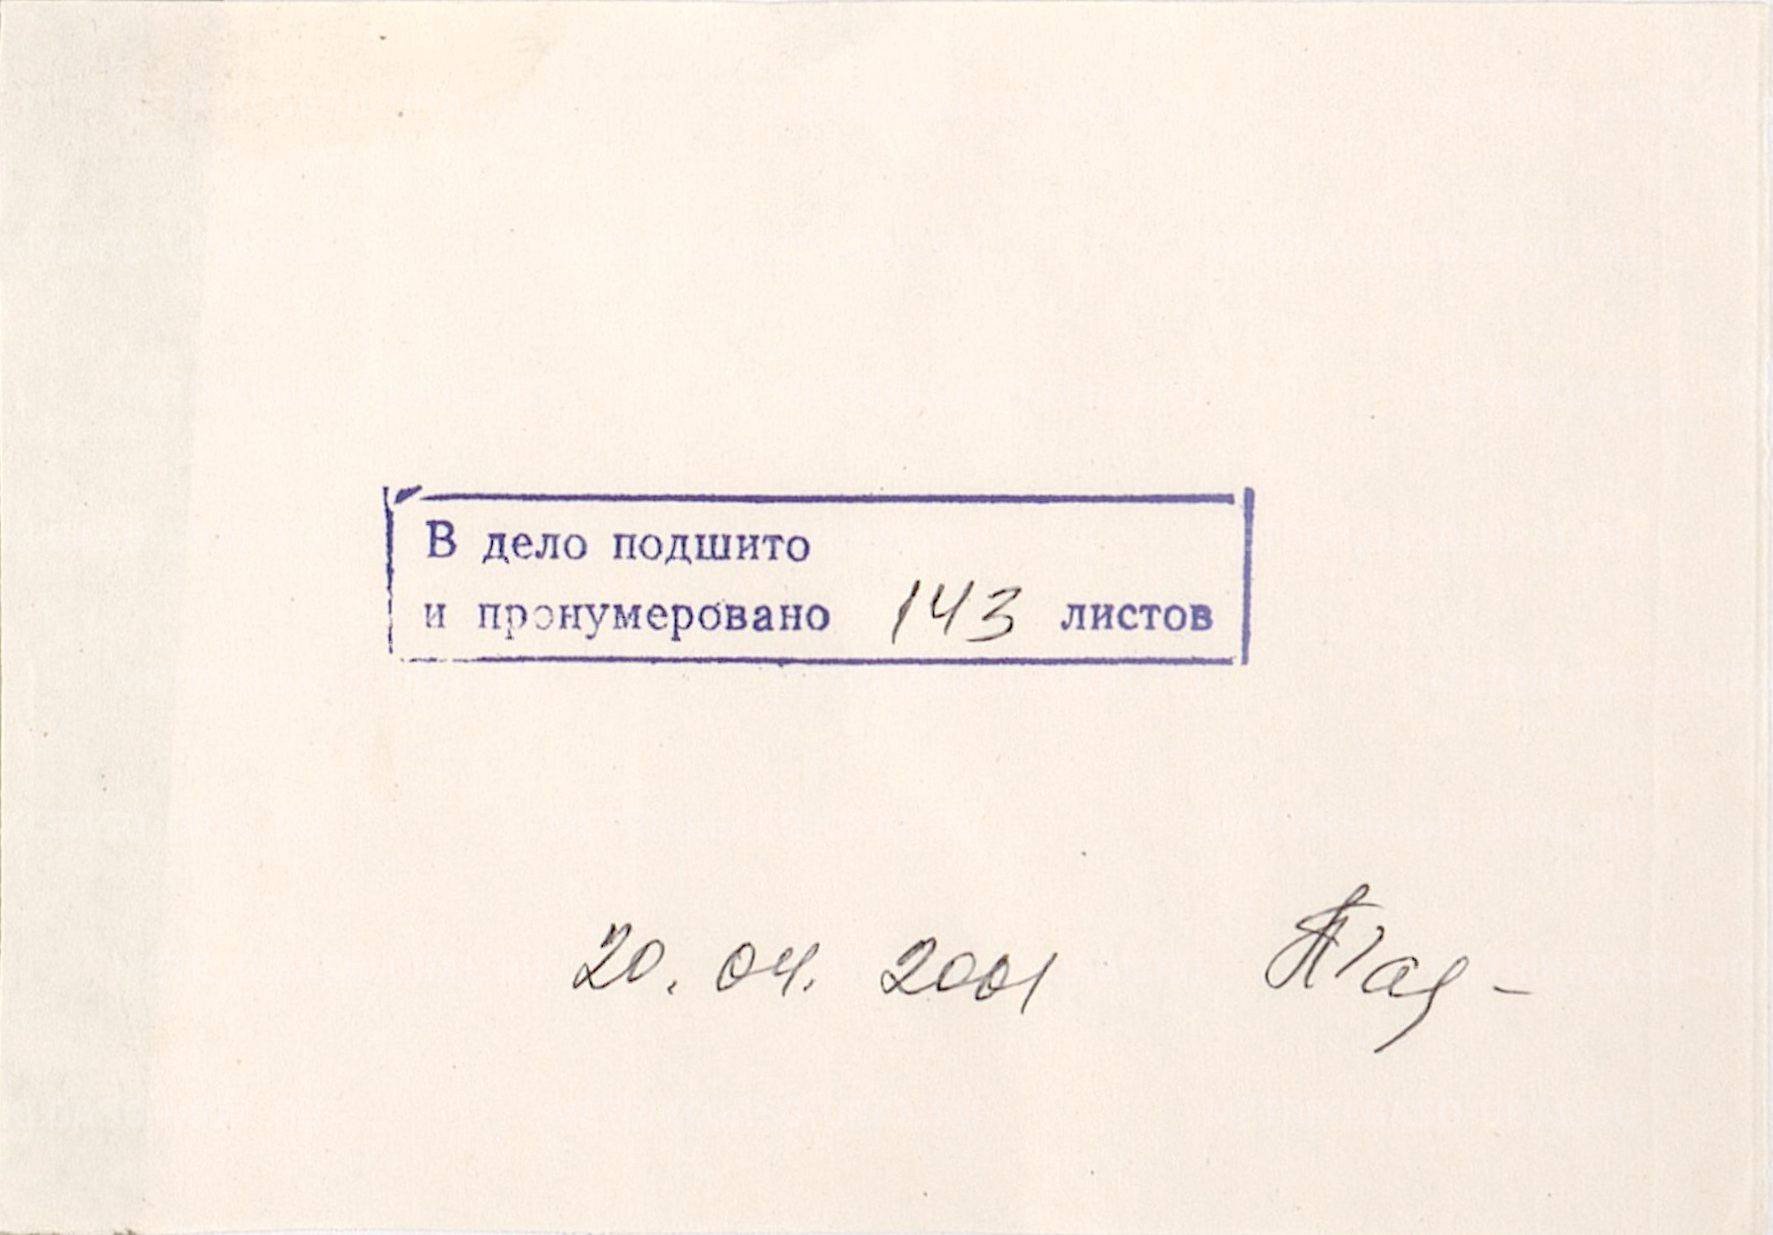 В дело подшито
и пронумеровано 143 листов
20.04.2001